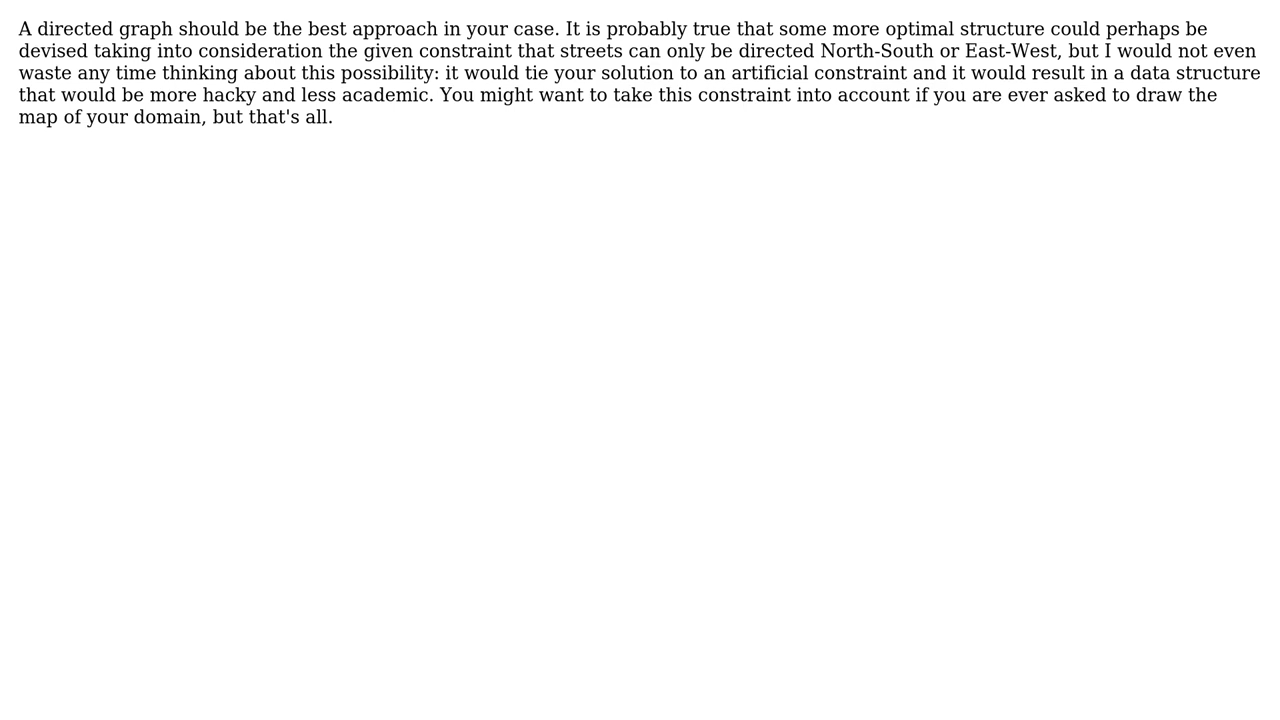 A directed graph should be the best approach in your case. It is probably true that some more optimal structure could perhaps be
devised taking into consideration the given constraint that streets can only be directed North-South or East-West, but I would not even
waste any time thinking about this possibility: it would tie your solution to an artificial constraint and it would result in a data structure
that would be more hacky and less academic. You might want to take this constraint into account if you are ever asked to draw the
map of your domain, but that's all.